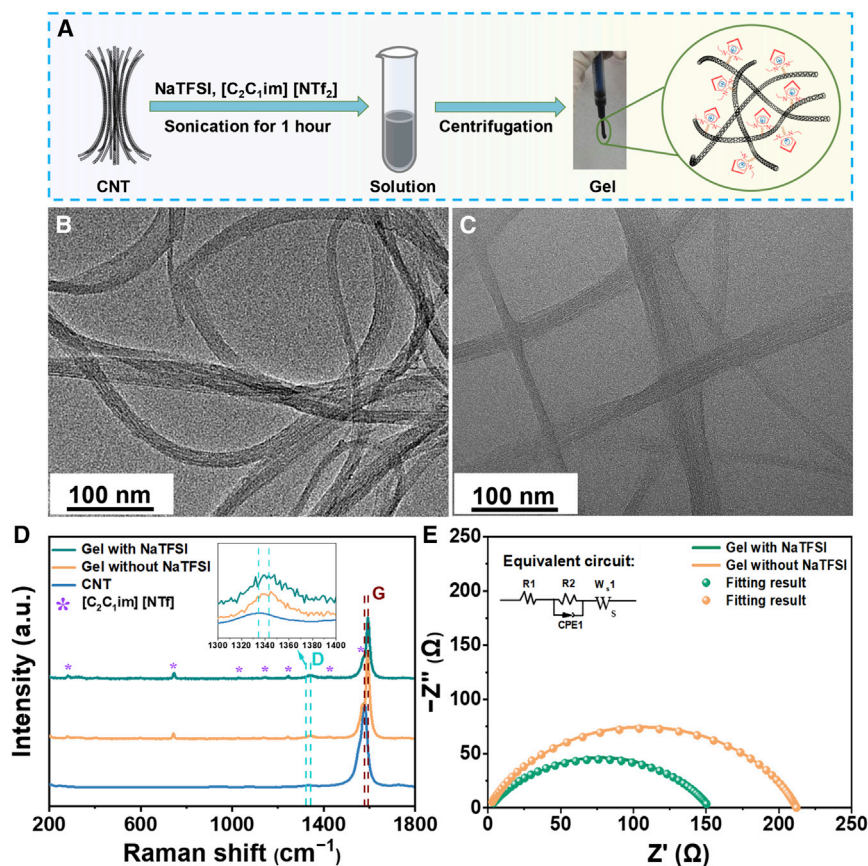 A
NaTFSI, [C₂C₁im] [NTf₂]
Sonication for 1 hour
Centrifugation
CNT
Solution
Gel
B
100 nm
C
100 nm
D
Gel with NaTFSI
Gel without NaTFSI
CNT
* [C₂C₁im] [NTf]
1300 1320 1340 1360 1380 1400
G
D
* * * * * * *
Intensity (a.u.)
200 600 1000 1400 1800
Raman shift (cm⁻¹)
E
Equivalent circuit:
R1 R2 Wₛ1
CPE1
S
Gel with NaTFSI
Gel without NaTFSI
Fitting result
Fitting result
−Z'' (Ω)
250
200
150
100
50
0
0 50 100 150 200 250
Z' (Ω)